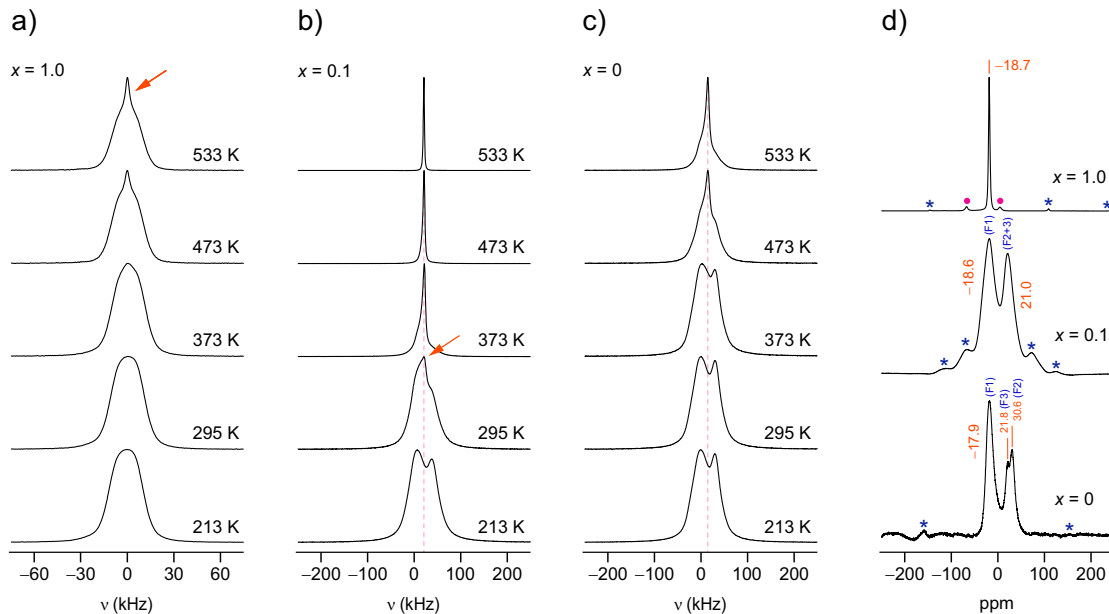 a)
x = 1.0
533 K
473 K
373 K
295 K
213 K
−60 −30 0 30 60
ν (kHz)
b)
x = 0.1
533 K
473 K
373 K
295 K
213 K
−200 −100 0 100 200
ν (kHz)
c)
x = 0
533 K
473 K
373 K
295 K
213 K
−200 −100 0 100 200
ν (kHz)
d)
−18.7
x = 1.0
* * *
(F1)
(F2+3)
−18.6
21.0
x = 0.1
* * * *
(F1)
21.8 (F3)
30.6 (F2)
−17.9
x = 0
* *
−200 −100 0 100 200
ppm